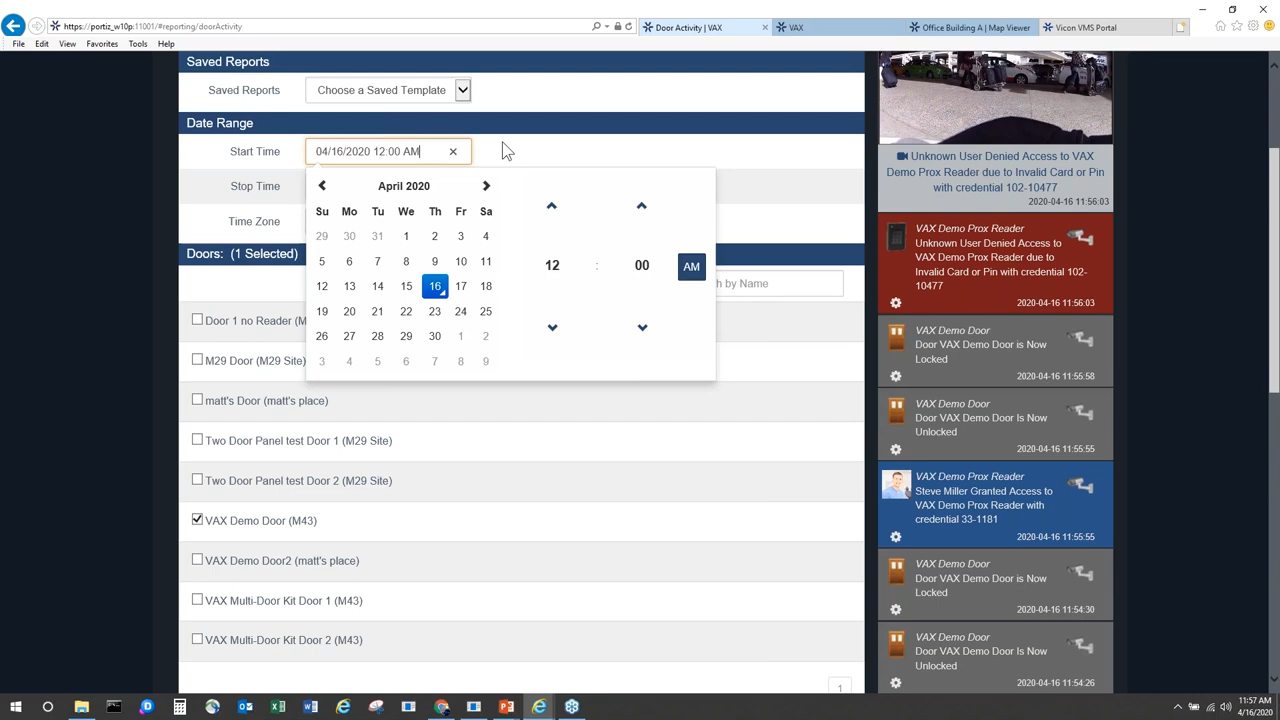 https://portiz_w10p:11001/#reporting/doorActivity
Door Activity | VAX
VAX
Office Building A | Map Viewer
Vicon VMS Portal
File Edit View Favorites Tools Help
Saved Reports
Saved Reports
Choose a Saved Template
Date Range
Start Time
04/16/2020 12:00 AM
Stop Time
Time Zone
April 2020
Su Mo Tu We Th Fr Sa
29 30 31 1 2 3 4
5 6 7 8 9 10 11
12 13 14 15 16 17 18
19 20 21 22 23 24 25
26 27 28 29 30 1 2
3 4 5 6 7 8 9
12 : 00 AM
Doors: (1 Selected)
h by Name
Door 1 no Reader (M
M29 Door (M29 Site)
matt's Door (matt's place)
Two Door Panel test Door 1 (M29 Site)
Two Door Panel test Door 2 (M29 Site)
VAX Demo Door (M43)
VAX Demo Door2 (matt's place)
VAX Multi-Door Kit Door 1 (M43)
VAX Multi-Door Kit Door 2 (M43)
1
Unknown User Denied Access to VAX
Demo Prox Reader due to Invalid Card or Pin
with credential 102-10477
2020-04-16 11:56:03
VAX Demo Prox Reader
Unknown User Denied Access to
VAX Demo Prox Reader due to
Invalid Card or Pin with credential 102-
10477
2020-04-16 11:56:03
VAX Demo Door
Door VAX Demo Door is Now
Locked
2020-04-16 11:55:58
VAX Demo Door
Door VAX Demo Door Is Now
Unlocked
2020-04-16 11:55:55
VAX Demo Prox Reader
Steve Miller Granted Access to
VAX Demo Prox Reader with
credential 33-1181
2020-04-16 11:55:55
VAX Demo Door
Door VAX Demo Door is Now
Locked
2020-04-16 11:54:30
VAX Demo Door
Door VAX Demo Door Is Now
Unlocked
2020-04-16 11:54:26
11:57 AM
4/16/2020